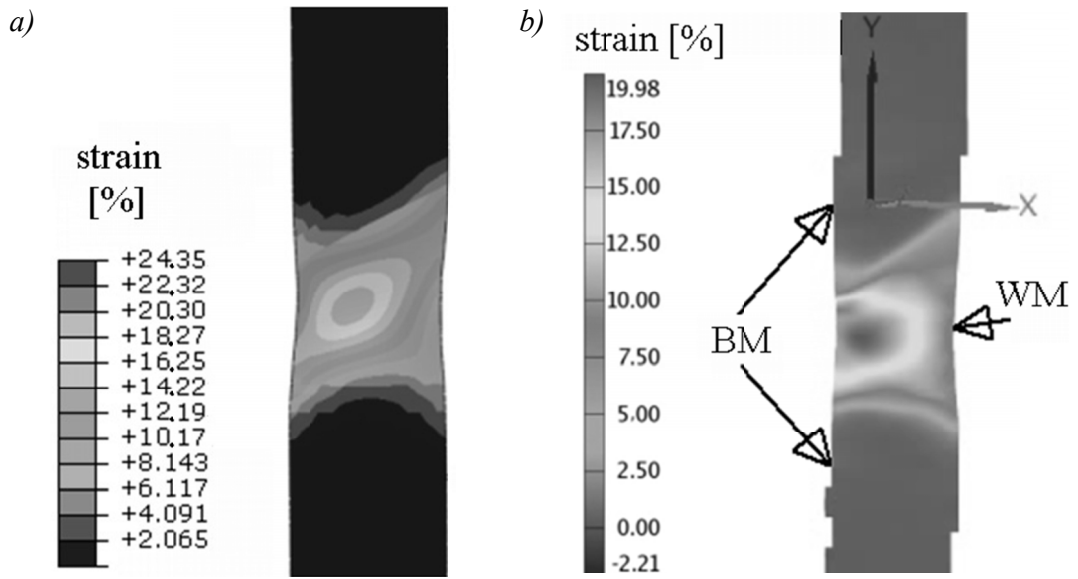 a)
strain
[%]
+24.35
+22.32
+20.30
+18.27
+16.25
+14.22
+12.19
+10.17
+8.143
+6.117
+4.091
+2.065
b)
strain [%]
19.98
17.50
15.00
12.50
10.00
7.50
5.00
2.50
0.00
-2.21
Y
X
BM
WM